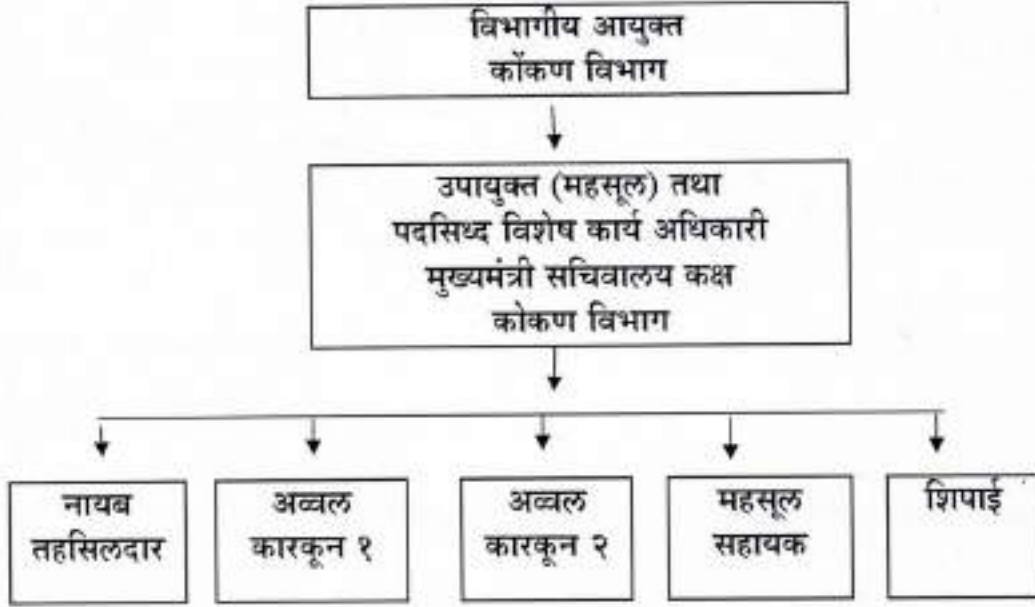 विभागीय आयुक्त
कोंकण विभाग
उपायुक्त (महसूल) तथा
पदसिध्द विशेष कार्य अधिकारी
मुख्यमंत्री सचिवालय कक्ष
कोकण विभाग
नायब
तहसिलदार
अव्वल
कारकून १
अव्वल
कारकून २
महसूल
सहायक
शिपाई